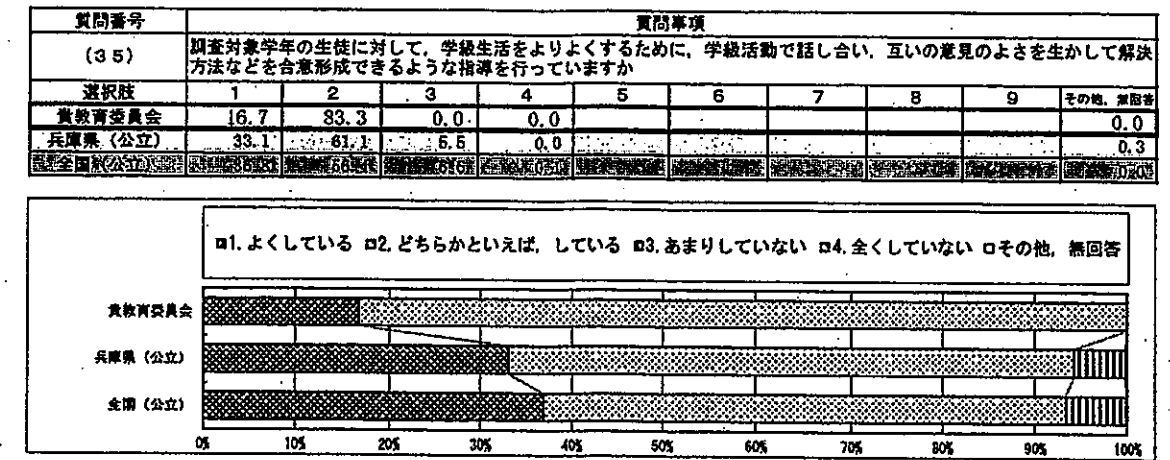 質問番号 質問事項
(35) 調査対象学年の生徒に対して，学級生活をよりよくするために，学級活動で話し合い，互いの意見のよさを生かして解決
方法などを合意形成できるような指導を行っていますか
選択肢 1 2 3 4 5 6 7 8 9 その他，無回答
貴教育委員会 16.7 83.3 0.0 0.0 0.0
兵庫県（公立） 33.1 61.1 5.5 0.0 0.3
全国（公立）
1.よくしている 2.どちらかといえば，している 3.あまりしていない 4.全くしていない その他，無回答
貴教育委員会
兵庫県（公立）
全国（公立）
0% 10% 20% 30% 40% 50% 60% 70% 80% 90% 100%